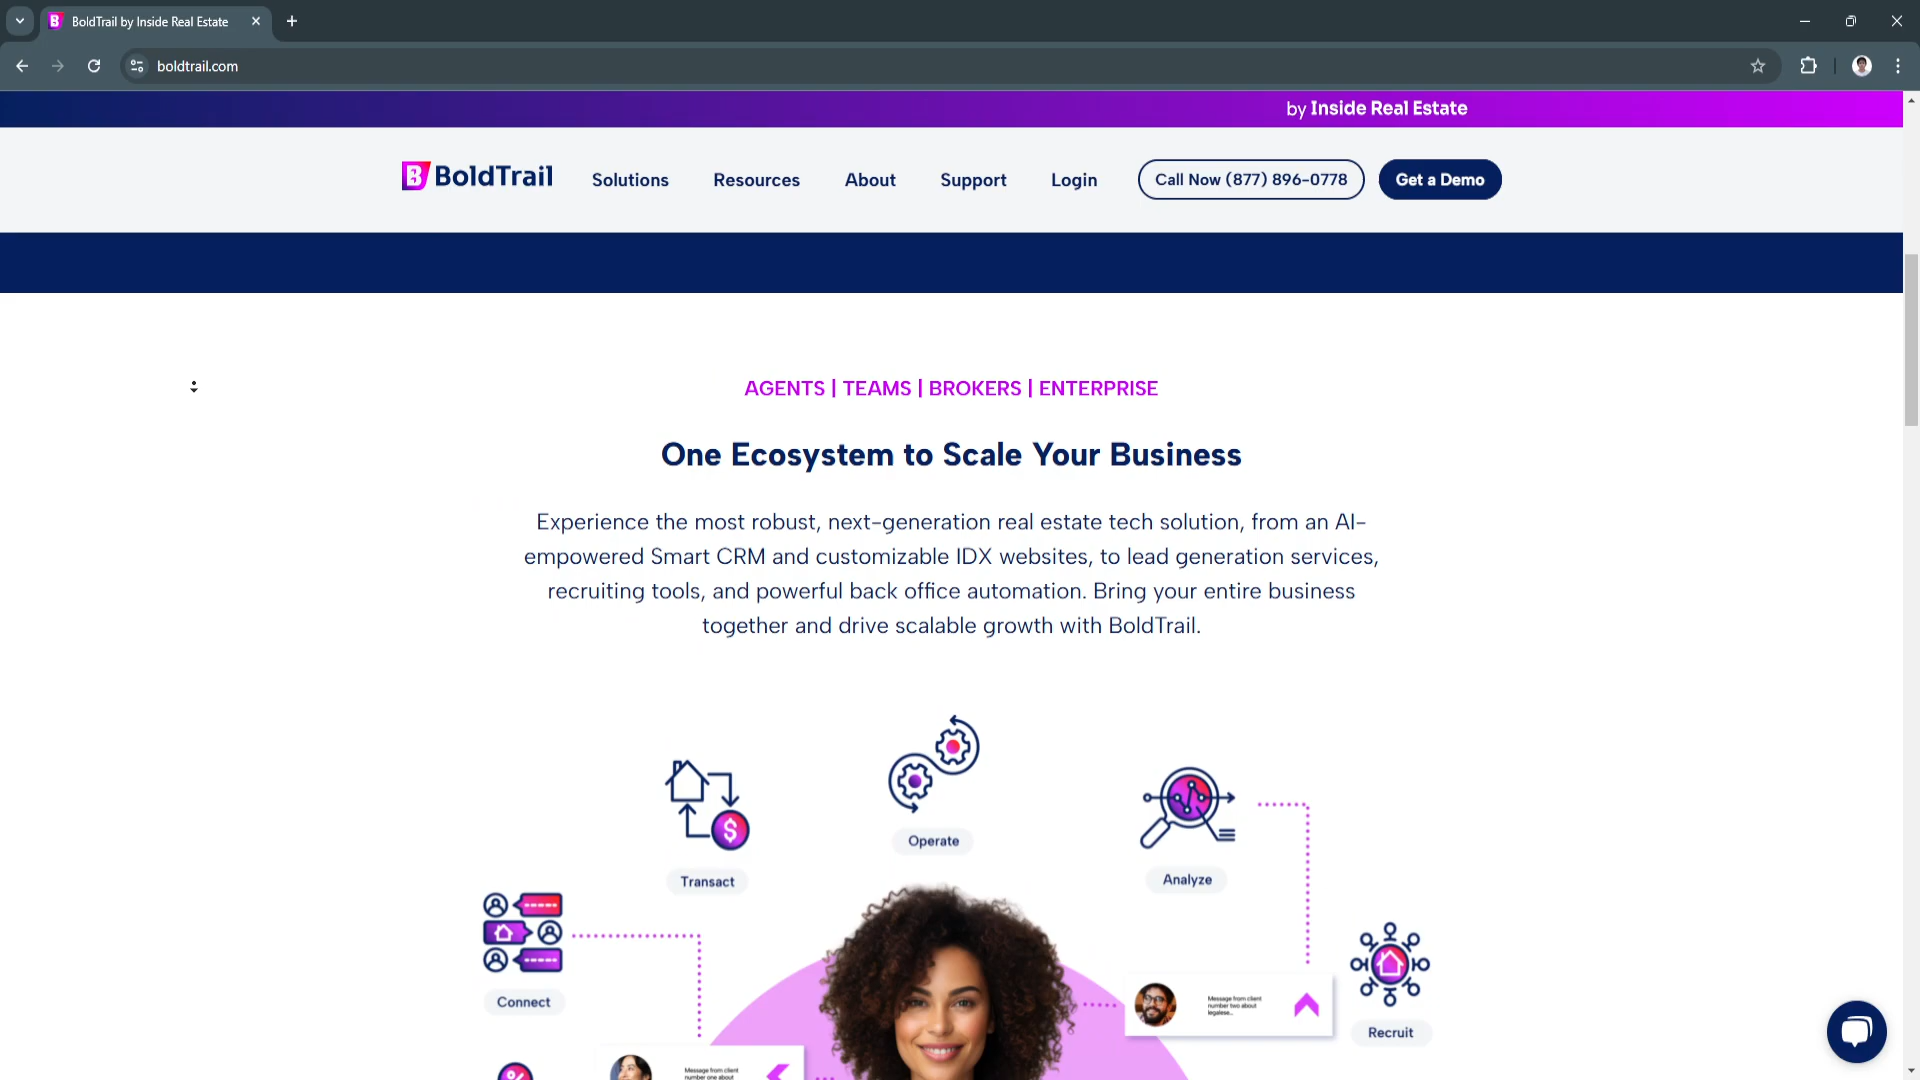 BoldTrail by Inside Real Estate
boldtrail.com
by Inside Real Estate
BoldTrail
Solutions
Resources
About
Support
Login
Call Now (877) 896-0778
Get a Demo
AGENTS | TEAMS | BROKERS | ENTERPRISE
One Ecosystem to Scale Your Business
Experience the most robust, next-generation real estate tech solution, from an AI-
empowered Smart CRM and customizable IDX websites, to lead generation services,
recruiting tools, and powerful back office automation. Bring your entire business
together and drive scalable growth with BoldTrail.
Operate
Transact
Analyze
Connect
Message from client
number two about
legalese...
Recruit
Message from client
number one about